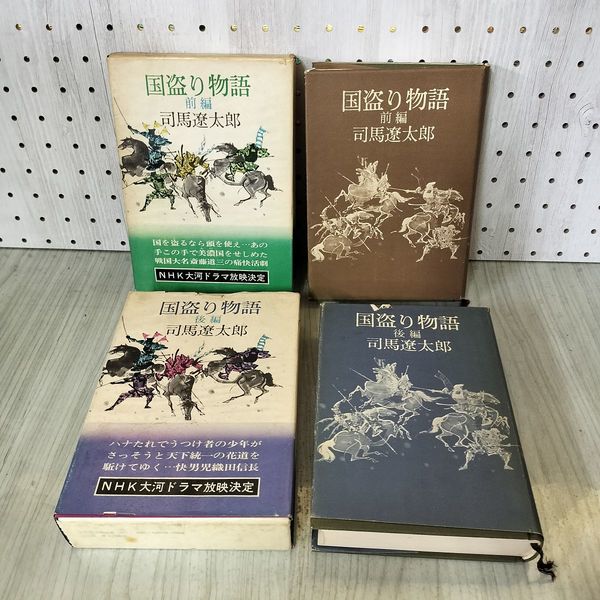 国盗り物語
前編
司馬遼太郎
国を盗るなら頭を使え…あの
手この手で美濃国をせしめた
戦国大名斎藤道三の痛快活劇
NHK大河ドラマ放映決定
国盗り物語
前編
司馬遼太郎
国盗り物語
後編
司馬遼太郎
ハナたれでうつけ者の少年が
さっそうと天下統一の花道を
駆けてゆく…快男児織田信長
NHK大河ドラマ放映決定
国盗り物語
後編
司馬遼太郎